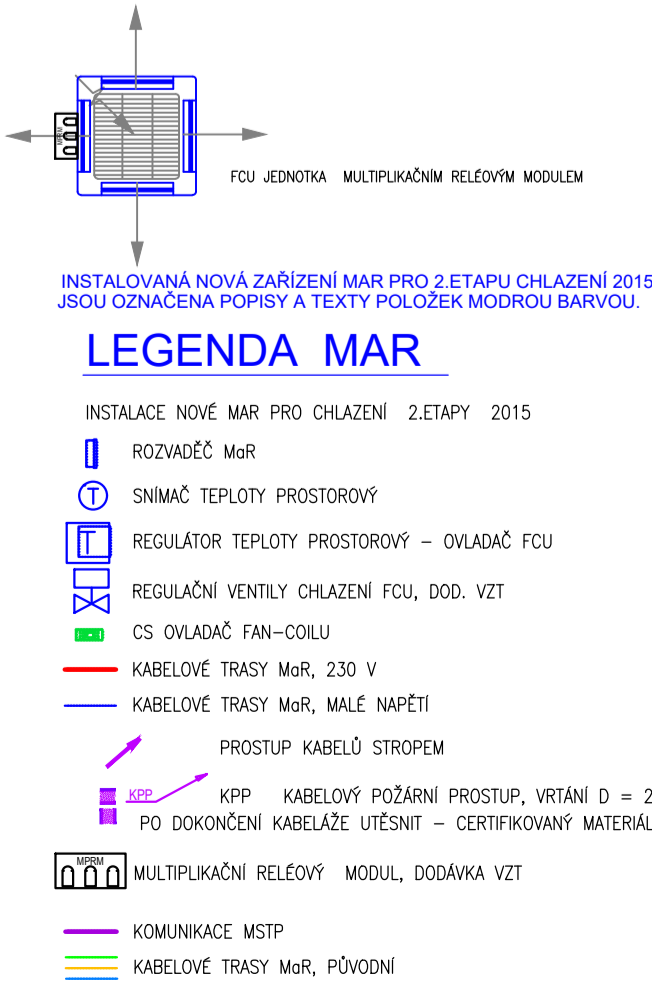 MPRM
FCU JEDNOTKA MULTIPLIKAČNÍM RELÉOVÝM MODULEM
INSTALOVANÁ NOVÁ ZAŘÍZENÍ MAR PRO 2.ETAPU CHLAZENÍ 2015
JSOU OZNAČENA POPISY A TEXTY POLOŽEK MODROU BARVOU.
LEGENDA MAR
INSTALACE NOVÉ MAR PRO CHLAZENÍ 2.ETAPY 2015
ROZVADĚČ MaR
T SNÍMAČ TEPLOTY PROSTOROVÝ
T REGULÁTOR TEPLOTY PROSTOROVÝ – OVLADAČ FCU
REGULAČNÍ VENTILY CHLAZENÍ FCU, DOD. VZT
CS OVLADAČ FAN–COILU
KABELOVÉ TRASY MaR, 230 V
KABELOVÉ TRASY MaR, MALÉ NAPĚTÍ
PROSTUP KABELŮ STROPEM
KPP KPP KABELOVÝ POŽÁRNÍ PROSTUP, VRTÁNÍ D = 2
PO DOKONČENÍ KABELÁŽE UTĚSNIT – CERTIFIKOVANÝ MATERIÁL
MPRM MULTIPLIKAČNÍ RELÉOVÝ MODUL, DODÁVKA VZT
KOMUNIKACE MSTP
KABELOVÉ TRASY MaR, PŮVODNÍ